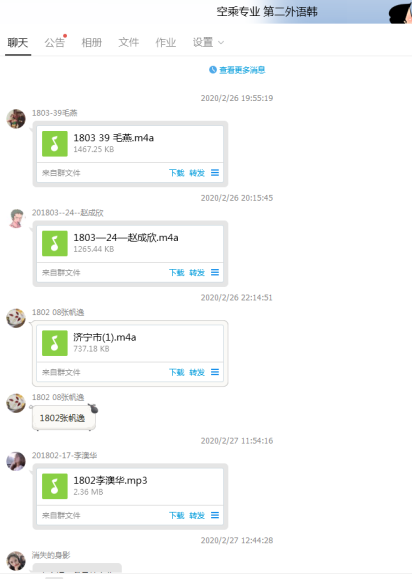 空乘专业 第二外语韩
聊天 公告 相册 文件 作业 设置
查看更多消息
2020/2/26 19:55:19
1803-39毛燕
1803 39 毛燕.m4a
1467.25 KB
来自群文件 下载 转发
2020/2/26 20:15:45
201803--24--赵成欣
1803—24—赵成欣.m4a
1265.44 KB
来自群文件 下载 转发
2020/2/26 22:14:51
1802 08张帆逸
济宁市(1).m4a
737.18 KB
来自群文件 下载 转发
1802 08张帆逸
1802张帆逸
2020/2/27 11:54:16
201802-17-李澳华
1802李澳华.mp3
2.36 MB
来自群文件 下载 转发
2020/2/27 12:44:28
消失的身影